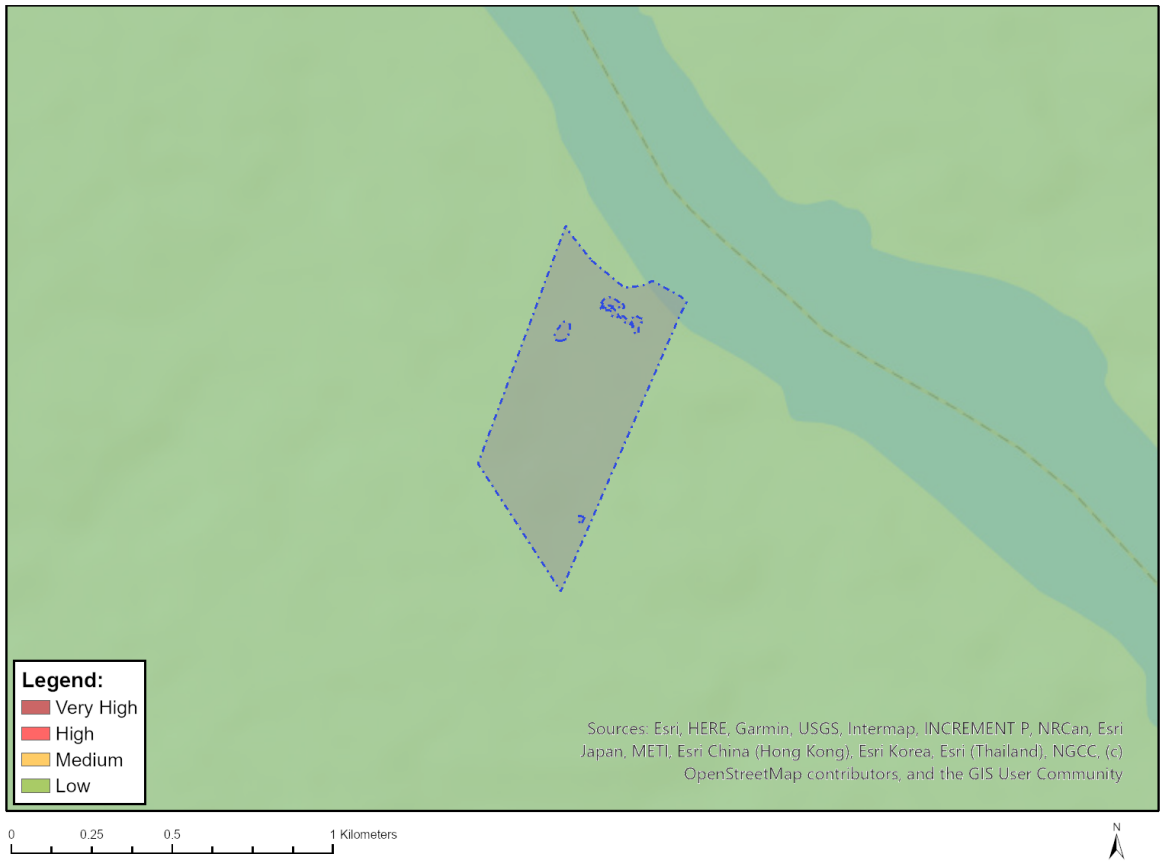 Legend:
Very High
High
Medium
Low
Sources: Esri, HERE, Garmin, USGS, Intermap, INCREMENT P, NRCan, Esri
Japan, METI, Esri China (Hong Kong), Esri Korea, Esri (Thailand), NGCC, (c)
OpenStreetMap contributors, and the GIS User Community
0 0.25 0.5 1 Kilometers
N